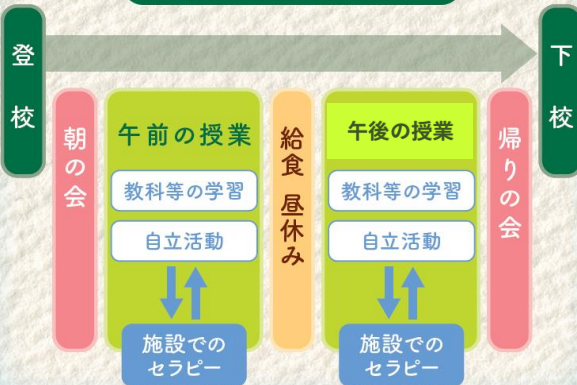 登校
朝の会
午前の授業
教科等の学習
自立活動
施設での
セラピー
給食 昼休み
午後の授業
教科等の学習
自立活動
施設での
セラピー
帰りの会
下校